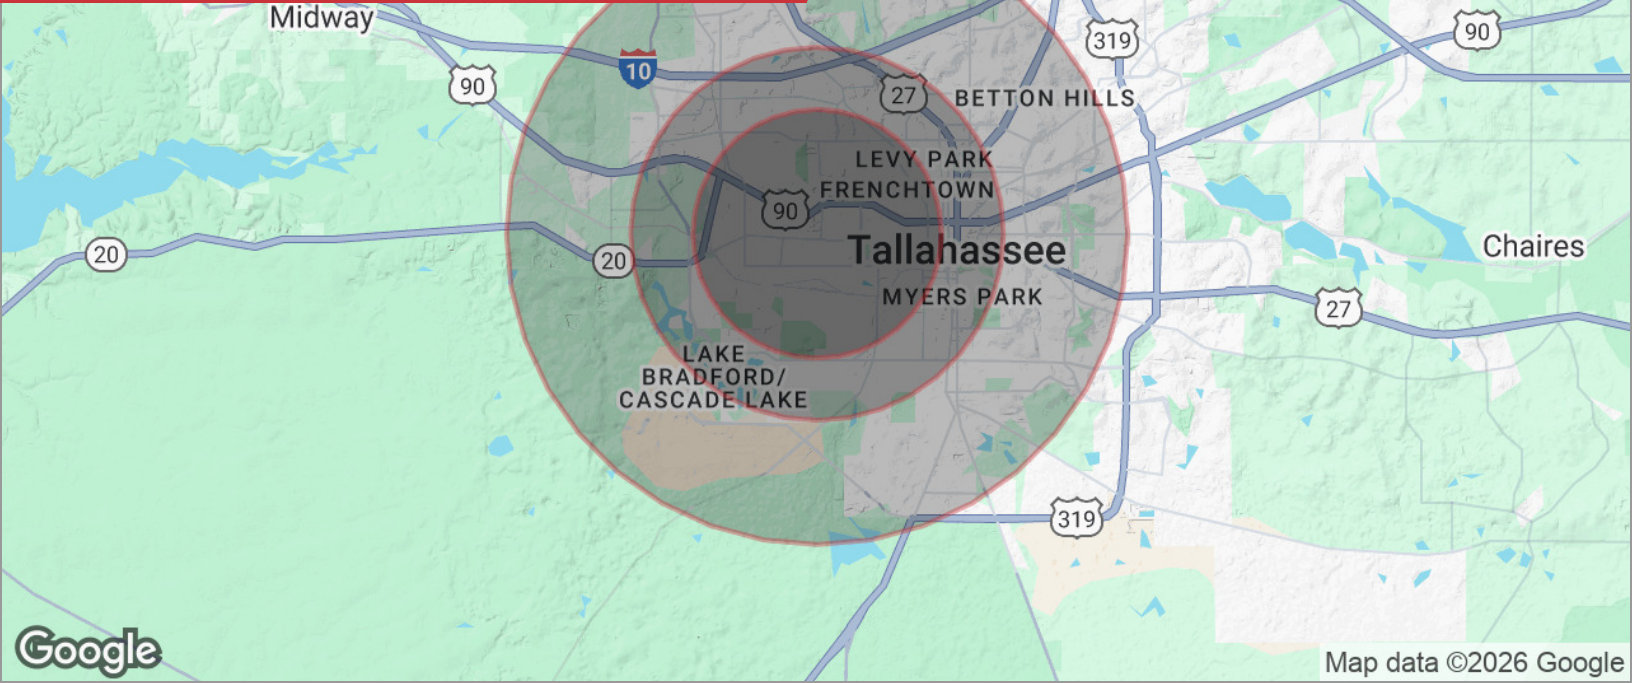 Midway
319
90
10
90
27
BETTON HILLS
LEVY PARK
FRENCHTOWN
90
Tallahassee
Chaires
20
20
MYERS PARK
27
LAKE
BRADFORD/
CASCADE LAKE
319
Google
Map data ©2026 Google